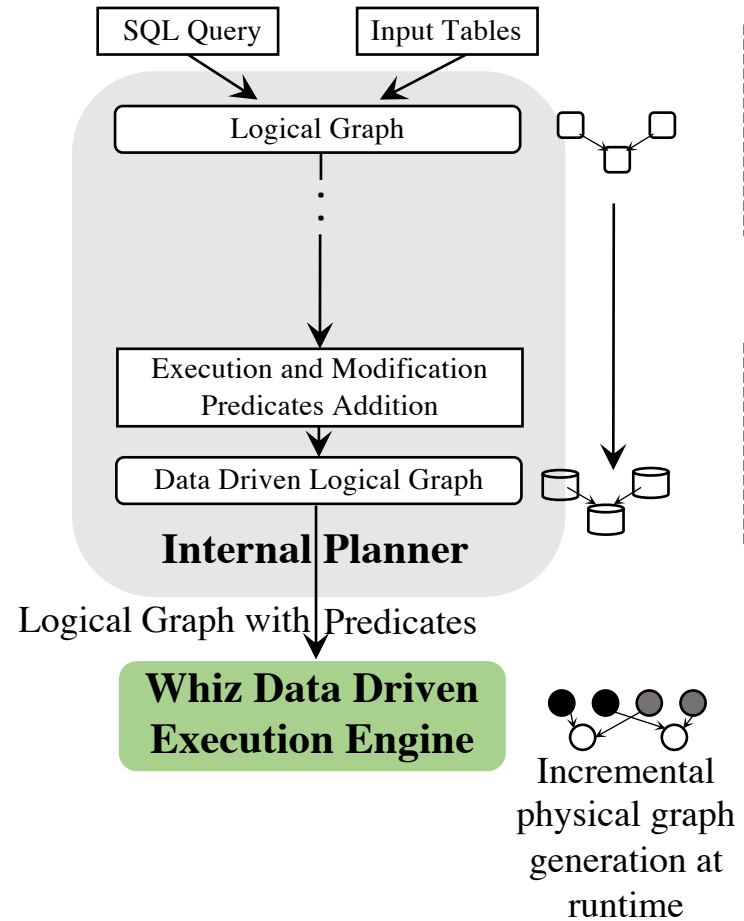 SQL Query
Input Tables
Logical Graph
Execution and Modification
Predicates Addition
Data Driven Logical Graph
Internal Planner
Logical Graph with Predicates
Whiz Data Driven
Execution Engine
Incremental
physical graph
generation at
runtime